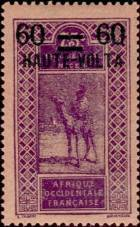 60 60
HAUTE-VOLTA
AFRIQUE
OCCIDENTALE
FRANÇAISE